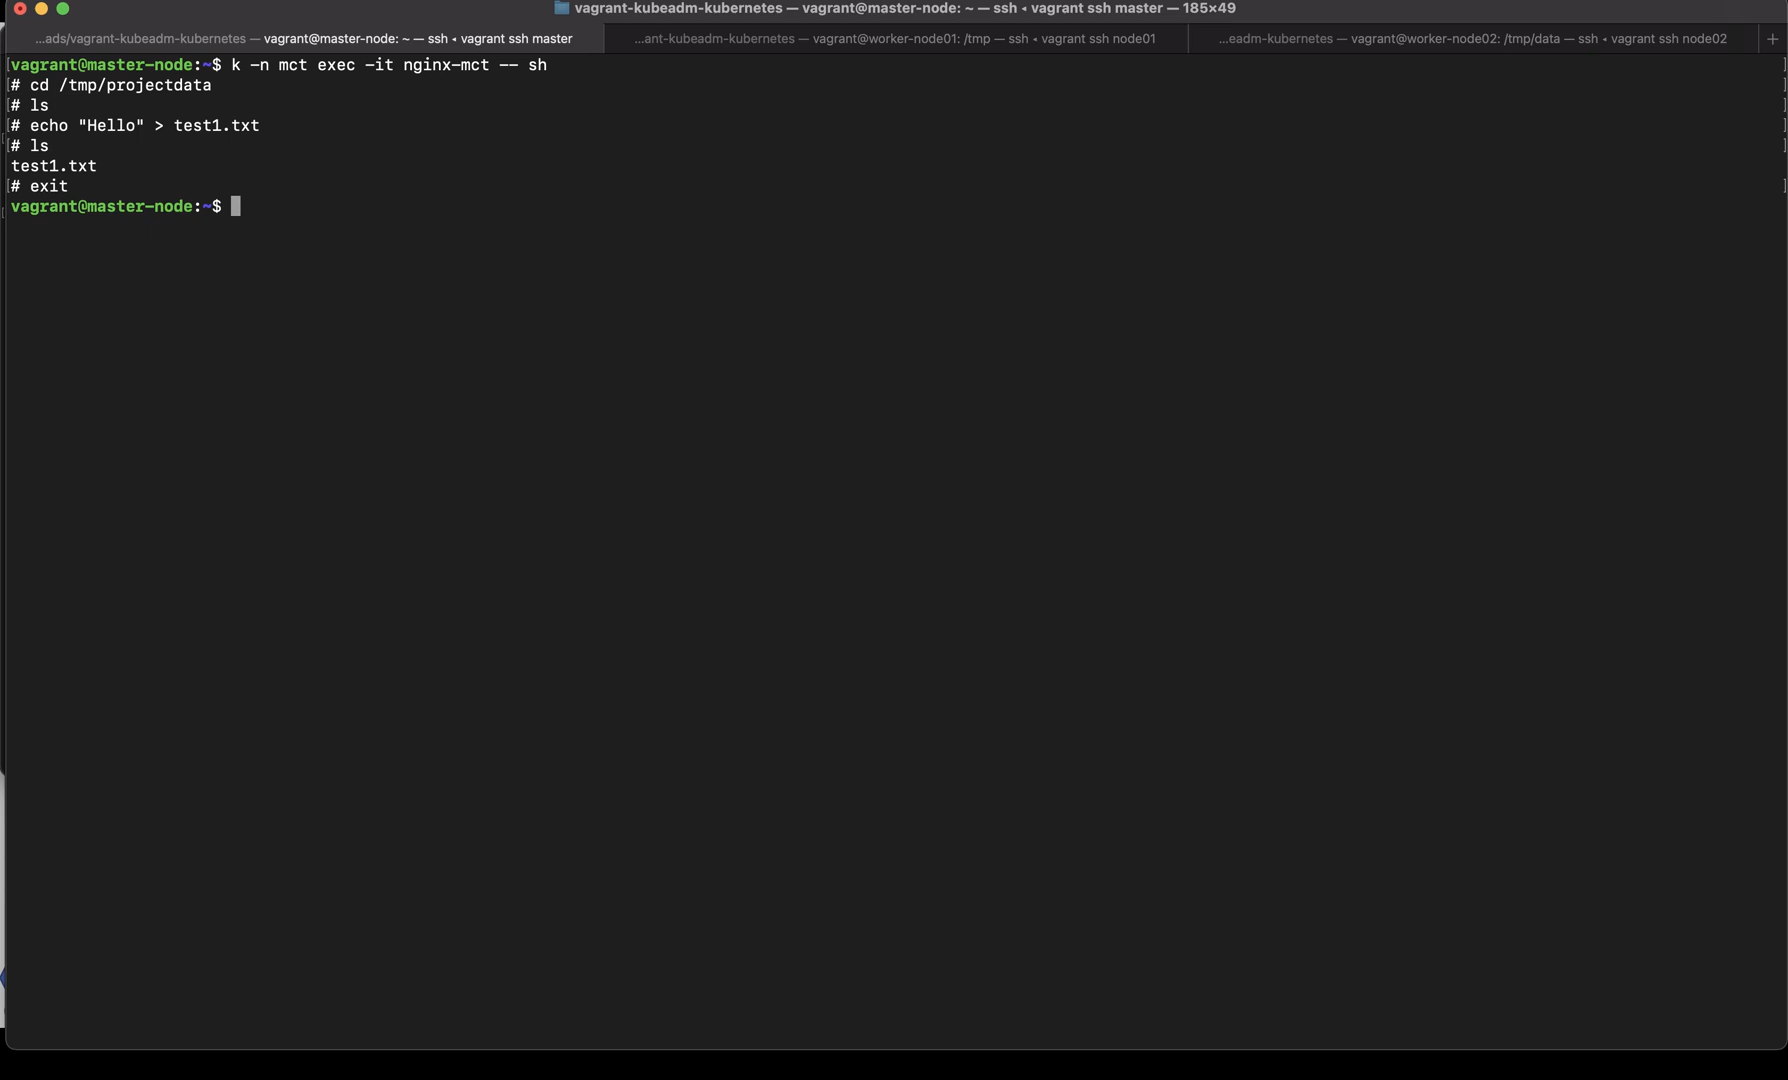 vagrant-kubeadm-kubernetes — vagrant@master-node: ~ — ssh ◂ vagrant ssh master — 185×49
...ads/vagrant-kubeadm-kubernetes — vagrant@master-node: ~ — ssh ◂ vagrant ssh master
...ant-kubeadm-kubernetes — vagrant@worker-node01: /tmp — ssh ◂ vagrant ssh node01
...eadm-kubernetes — vagrant@worker-node02: /tmp/data — ssh ◂ vagrant ssh node02
+
[vagrant@master-node:~$ k -n mct exec -it nginx-mct -- sh ]
[# cd /tmp/projectdata ]
[# ls ]
[# echo "Hello" > test1.txt ]
[# ls ]
test1.txt
[# exit ]
vagrant@master-node:~$